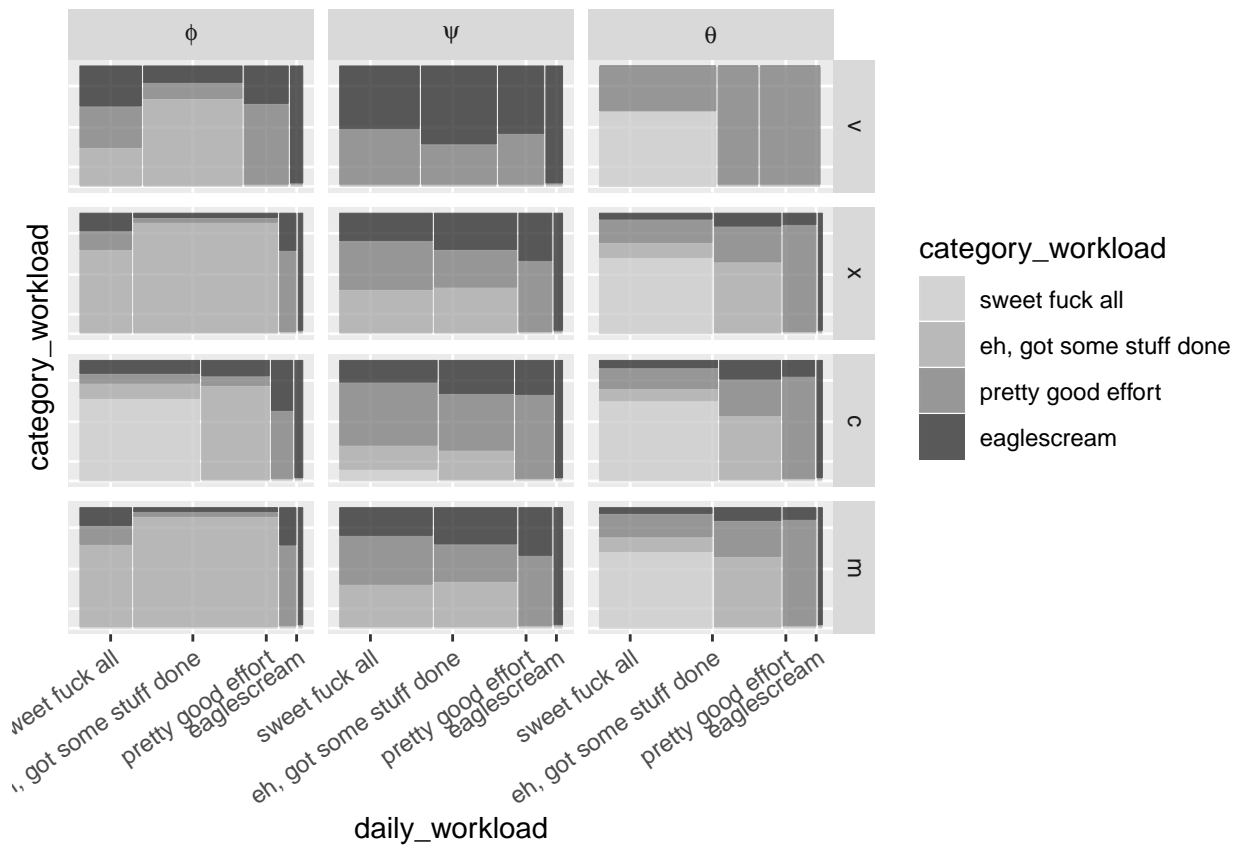 ϕ ψ θ
v
x
c
m
category_workload
category_workload
sweet fuck all
eh, got some stuff done
pretty good effort
eaglescream
weet fuck all
, got some stuff done
pretty good effort
eaglescream
sweet fuck all
eh, got some stuff done
pretty good effort
eaglescream
sweet fuck all
eh, got some stuff done
pretty good effort
eaglescream
daily_workload